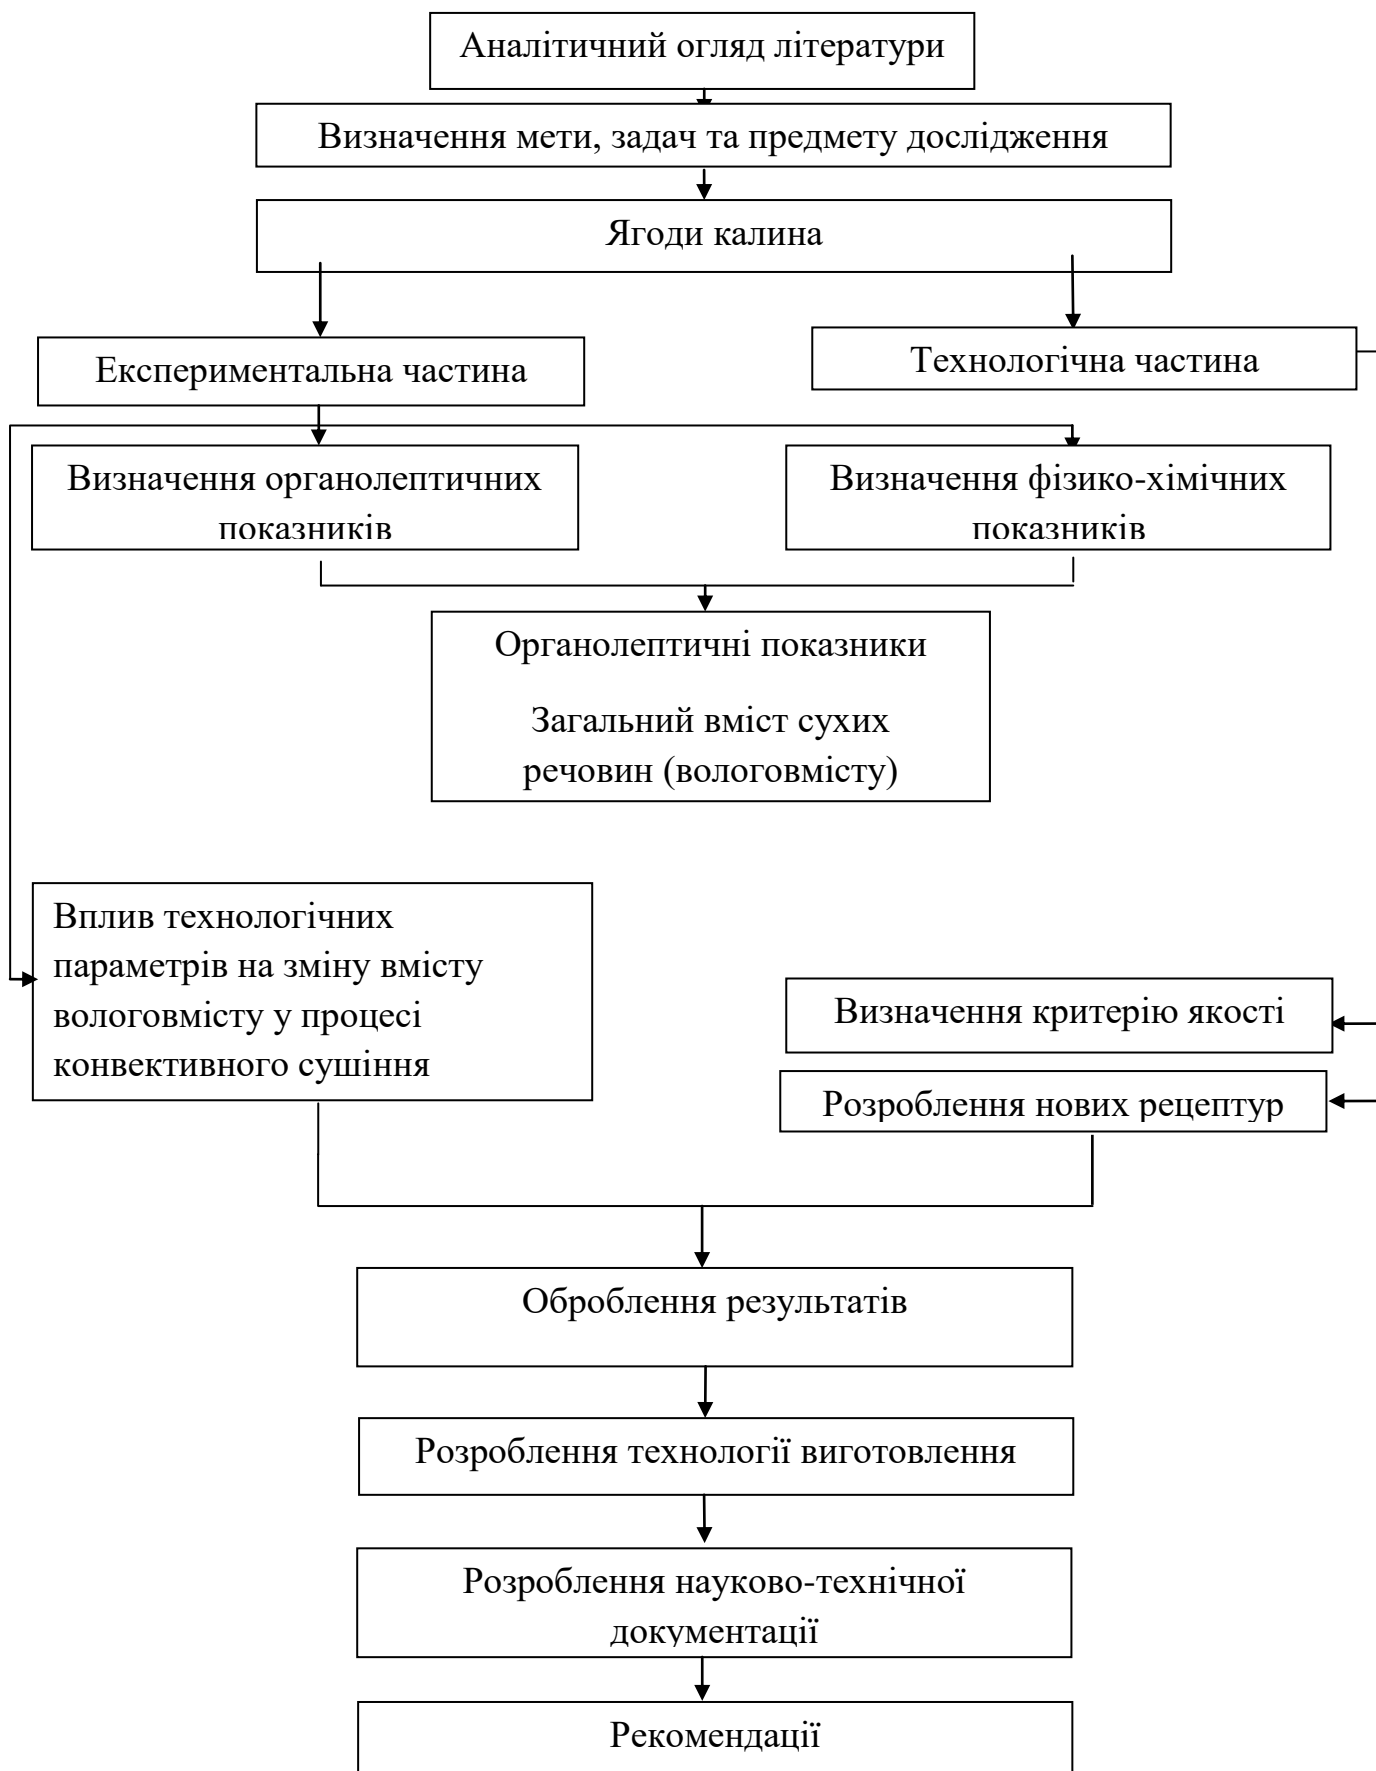 Аналітичний огляд літератури
Визначення мети, задач та предмету дослідження
Ягоди калина
Експериментальна частина
Технологічна частина
Визначення органолептичних
показників
Визначення фізико-хімічних
показників
Органолептичні показники
Загальний вміст сухих
речовин (вологовмісту)
Вплив технологічних
параметрів на зміну вмісту
вологовмісту у процесі
конвективного сушіння
Визначення критерію якості
Розроблення нових рецептур
Оброблення результатів
Розроблення технології виготовлення
Розроблення науково-технічної
документації
Рекомендації